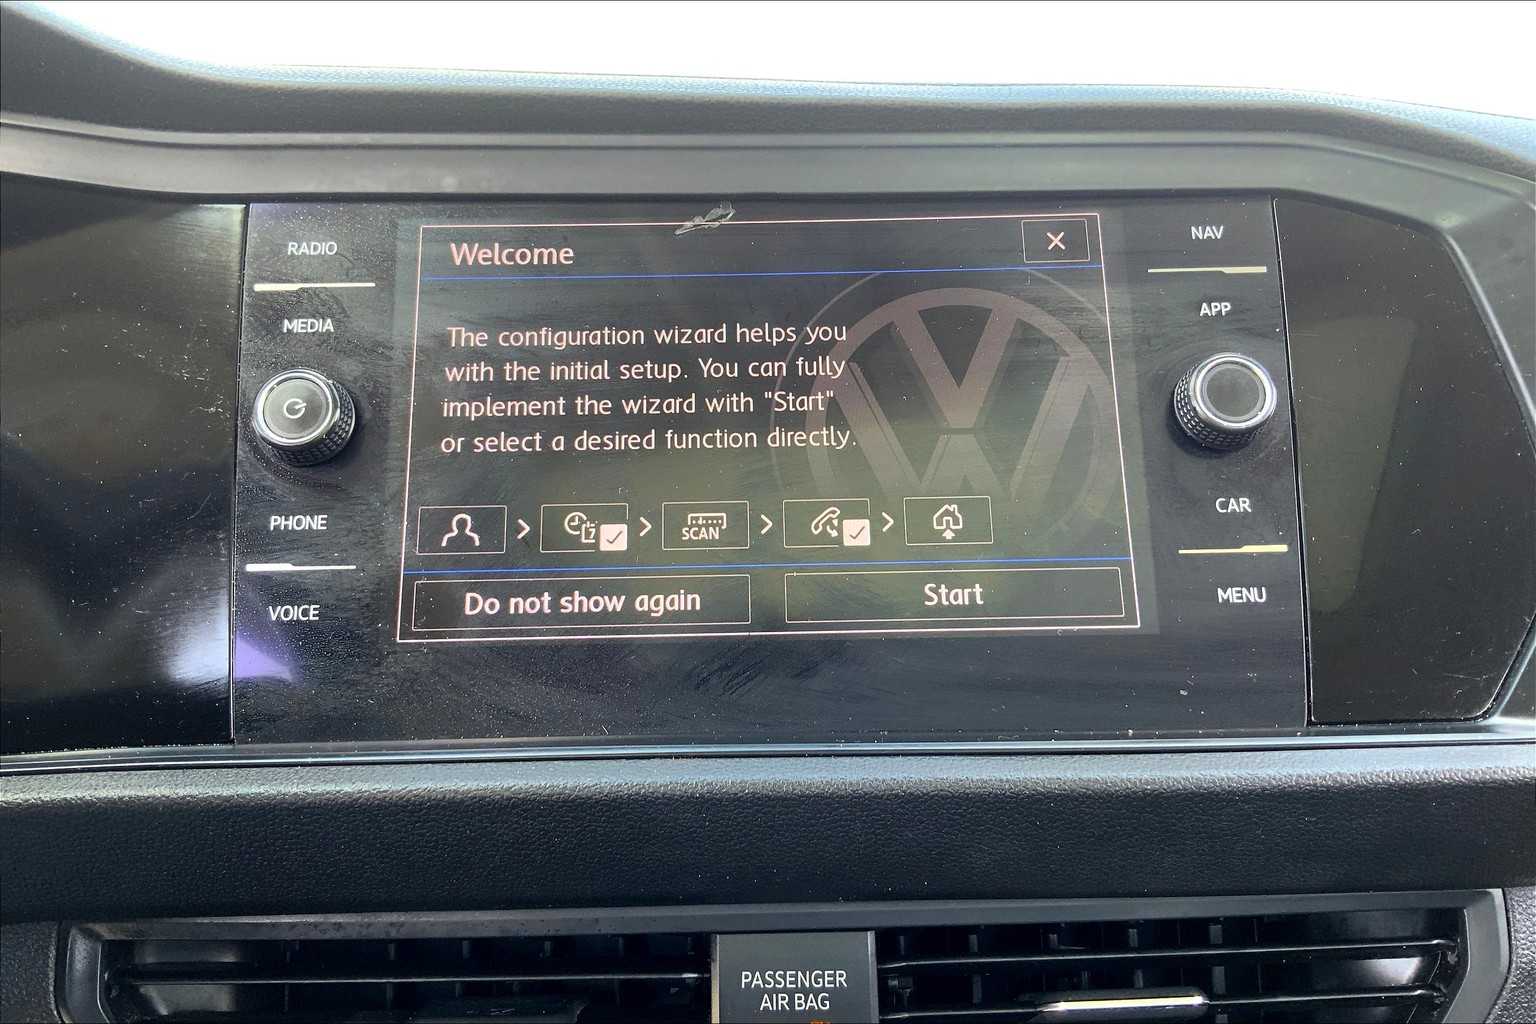 RADIO
MEDIA
PHONE
VOICE
Welcome
The configuration wizard helps you
with the initial setup. You can fully
implement the wizard with "Start"
or select a desired function directly.
7
SCAN
Do not show again
Start
NAV
APP
CAR
MENU
PASSENGER
AIR BAG